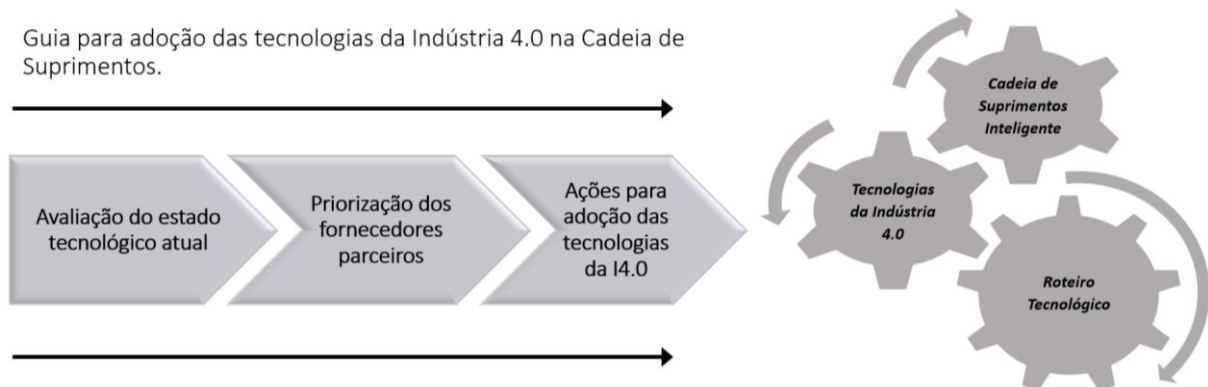 Guia para adoção das tecnologias da Indústria 4.0 na Cadeia de
Suprimentos.
Avaliação do estado
tecnológico atual
Priorização dos
fornecedores
parceiros
Ações para
adoção das
tecnologias
da I4.0
Cadeia de
Suprimentos
Inteligente
Tecnologias
da Indústria
4.0
Roteiro
Tecnológico